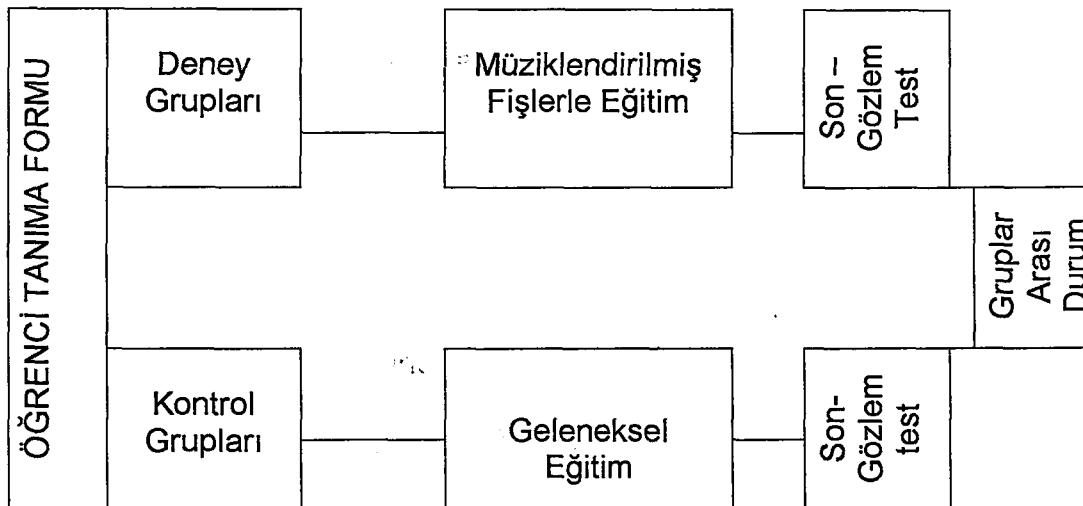 ÖĞRENCİ TANIMA FORMU
Deney
Grupları
Müziklendirilmiş
Fişlerle Eğitim
Son –
Gözlem
Test
Gruplar
Arası
Durum
Kontrol
Grupları
Geleneksel
Eğitim
Son-
Gözlem
test